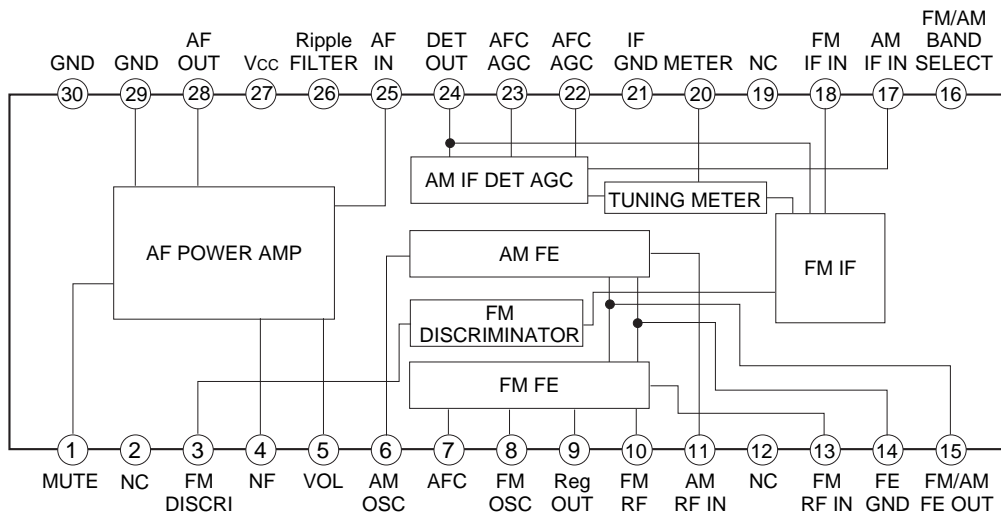 GND
GND
AF
OUT
VCC
Ripple
FILTER
AF
IN
DET
OUT
AFC
AGC
AFC
AGC
IF
GND
METER
NC
FM
IF IN
AM
IF IN
FM/AM
BAND
SELECT
30
29
28
27
26
25
24
23
22
21
20
19
18
17
16
AM IF DET AGC
TUNING METER
AF POWER AMP
AM FE
FM IF
FM
DISCRIMINATOR
FM FE
1
2
3
4
5
6
7
8
9
10
11
12
13
14
15
MUTE
NC
FM
DISCRI
NF
VOL
AM
OSC
AFC
FM
OSC
Reg
OUT
FM
RF
AM
RF IN
NC
FM
RF IN
FE
GND
FM/AM
FE OUT